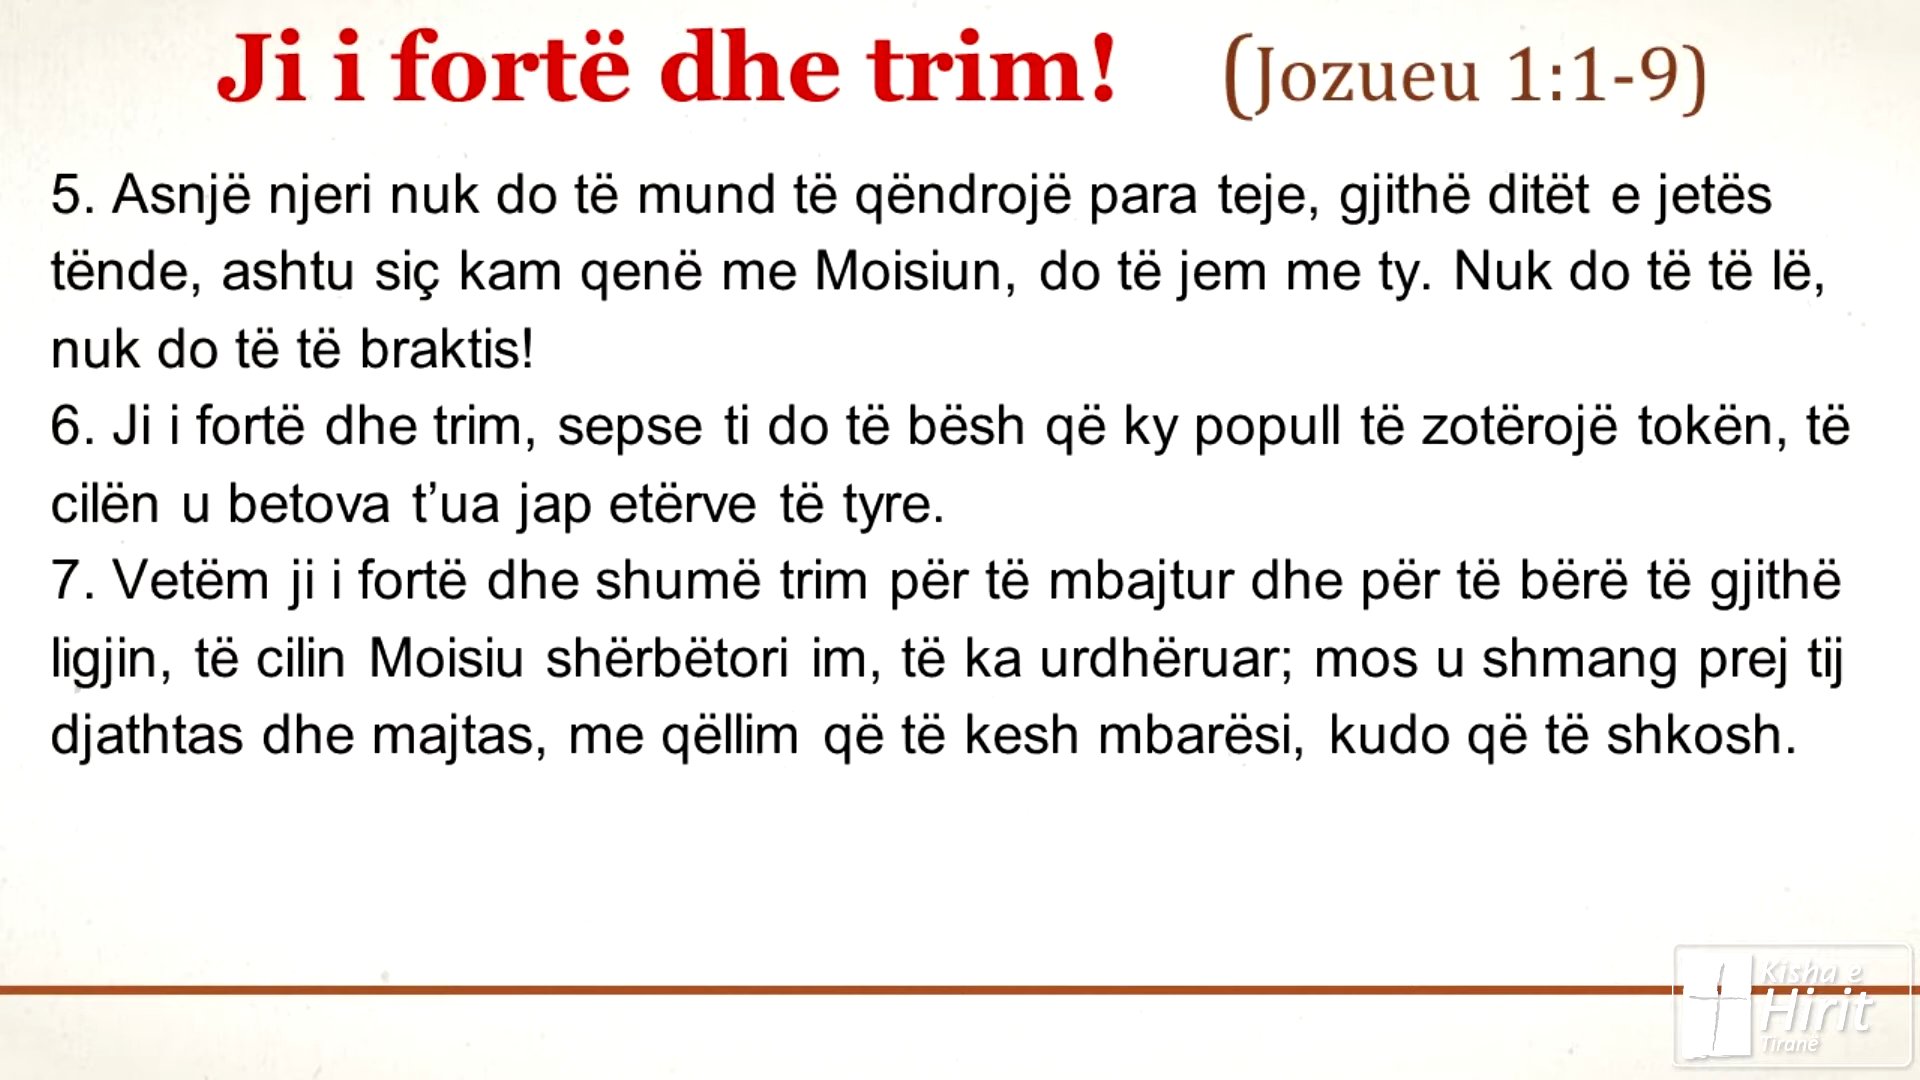 Ji i fortë dhe trim! (Jozueu 1:1-9)
5. Asnjë njeri nuk do të mund të qëndrojë para teje, gjithë ditët e jetës
tënde, ashtu siç kam qenë me Moisiun, do të jem me ty. Nuk do të të lë,
nuk do të të braktis!
6. Ji i fortë dhe trim, sepse ti do të bësh që ky popull të zotërojë tokën, të
cilën u betova t’ua jap etërve të tyre.
7. Vetëm ji i fortë dhe shumë trim për të mbajtur dhe për të bërë të gjithë
ligjin, të cilin Moisiu shërbëtori im, të ka urdhëruar; mos u shmang prej tij
djathtas dhe majtas, me qëllim që të kesh mbarësi, kudo që të shkosh.
Kisha e
Hirit
Tiranë